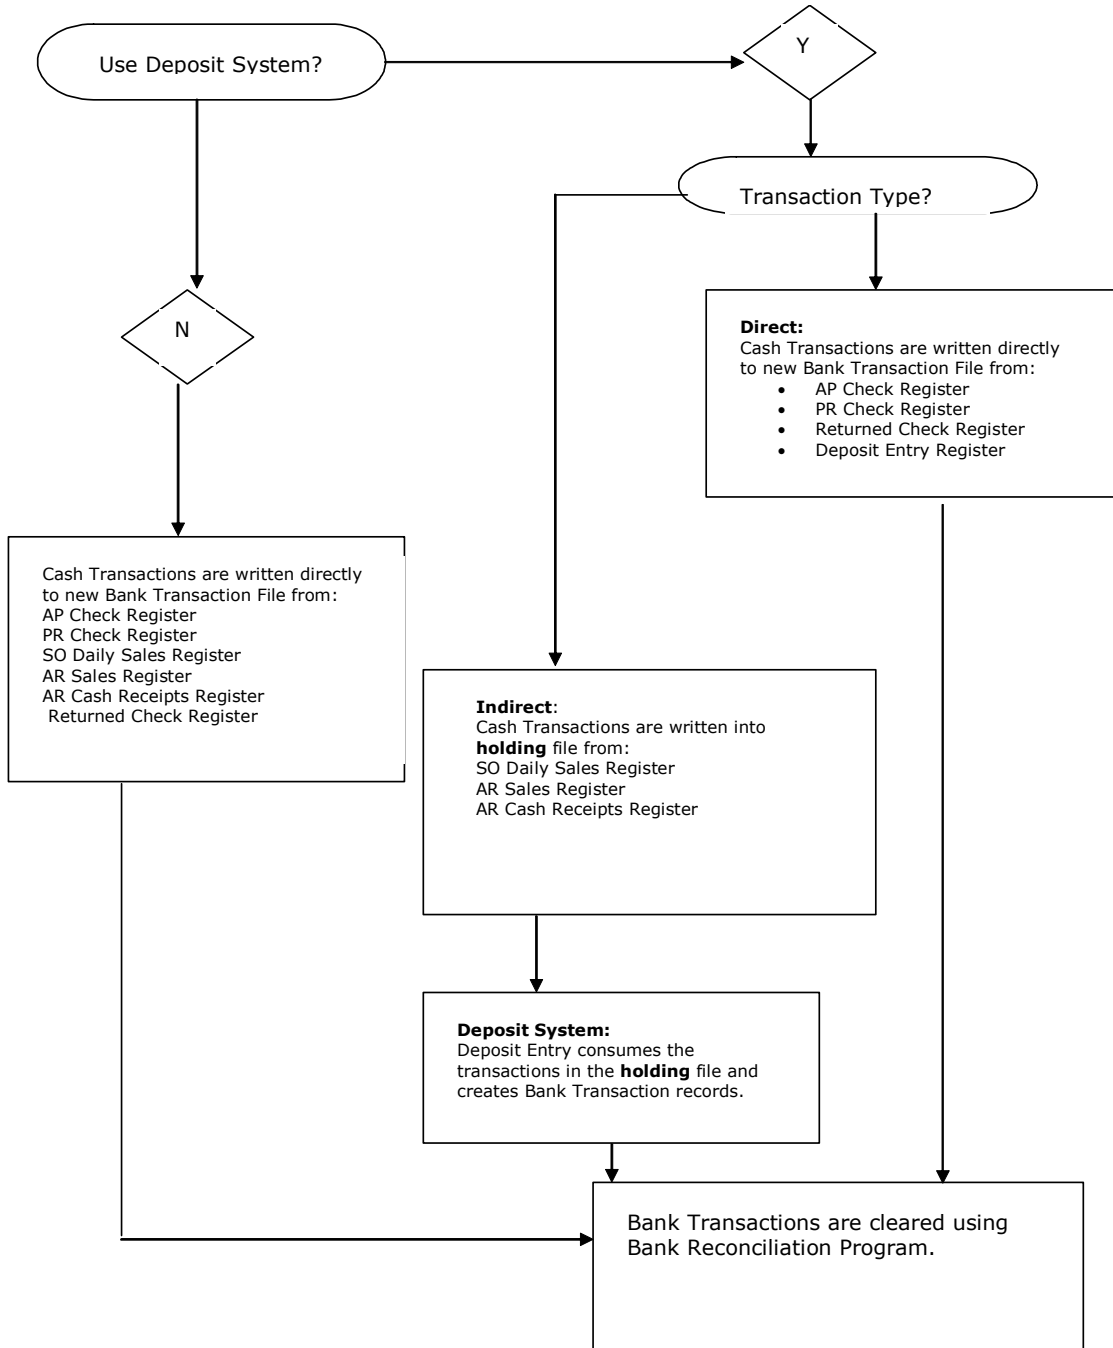 Use Deposit System?
Y
Transaction Type?
N
Direct:
Cash Transactions are written directly
to new Bank Transaction File from:
• AP Check Register
• PR Check Register
• Returned Check Register
• Deposit Entry Register
Cash Transactions are written directly
to new Bank Transaction File from:
AP Check Register
PR Check Register
SO Daily Sales Register
AR Sales Register
AR Cash Receipts Register
Returned Check Register
Indirect:
Cash Transactions are written into
holding file from:
SO Daily Sales Register
AR Sales Register
AR Cash Receipts Register
Deposit System:
Deposit Entry consumes the
transactions in the holding file and
creates Bank Transaction records.
Bank Transactions are cleared using
Bank Reconciliation Program.